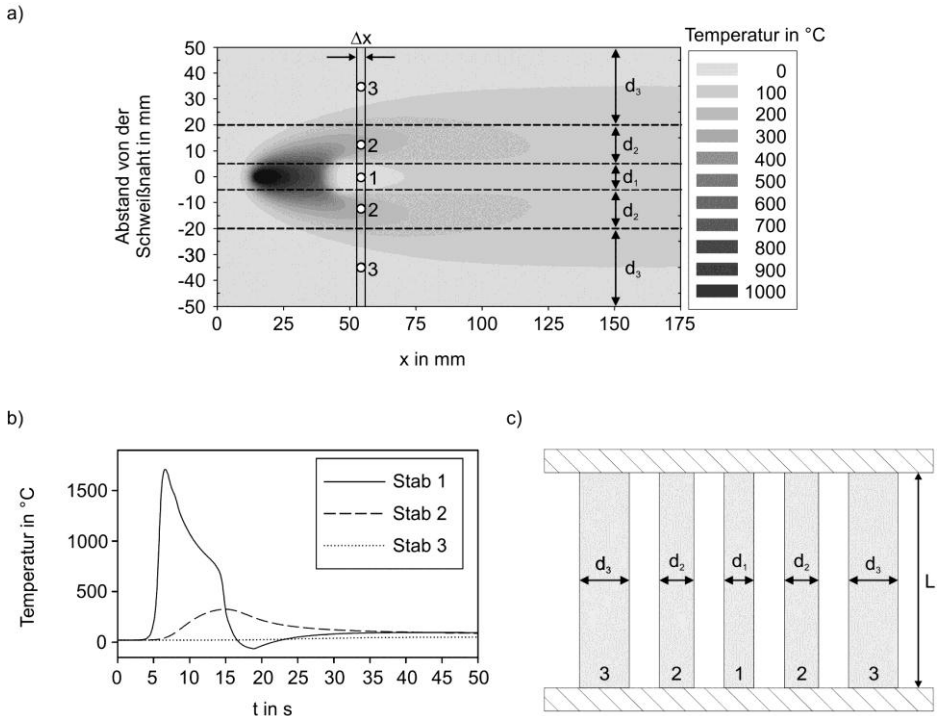 a)
Δx
Temperatur in °C
Abstand von der
Schweißnaht in mm
50
40
30
20
10
0
-10
-20
-30
-40
-50
3
2
1
2
3
d3
d2
d1
d2
d3
0
25
50
75
100
125
150
175
x in mm
0
100
200
300
400
500
600
700
800
900
1000
b)
Temperatur in °C
1500
1000
500
0
Stab 1
Stab 2
Stab 3
0 5 10 15 20 25 30 35 40 45 50
t in s
c)
d3 d2 d1 d2 d3
L
3 2 1 2 3